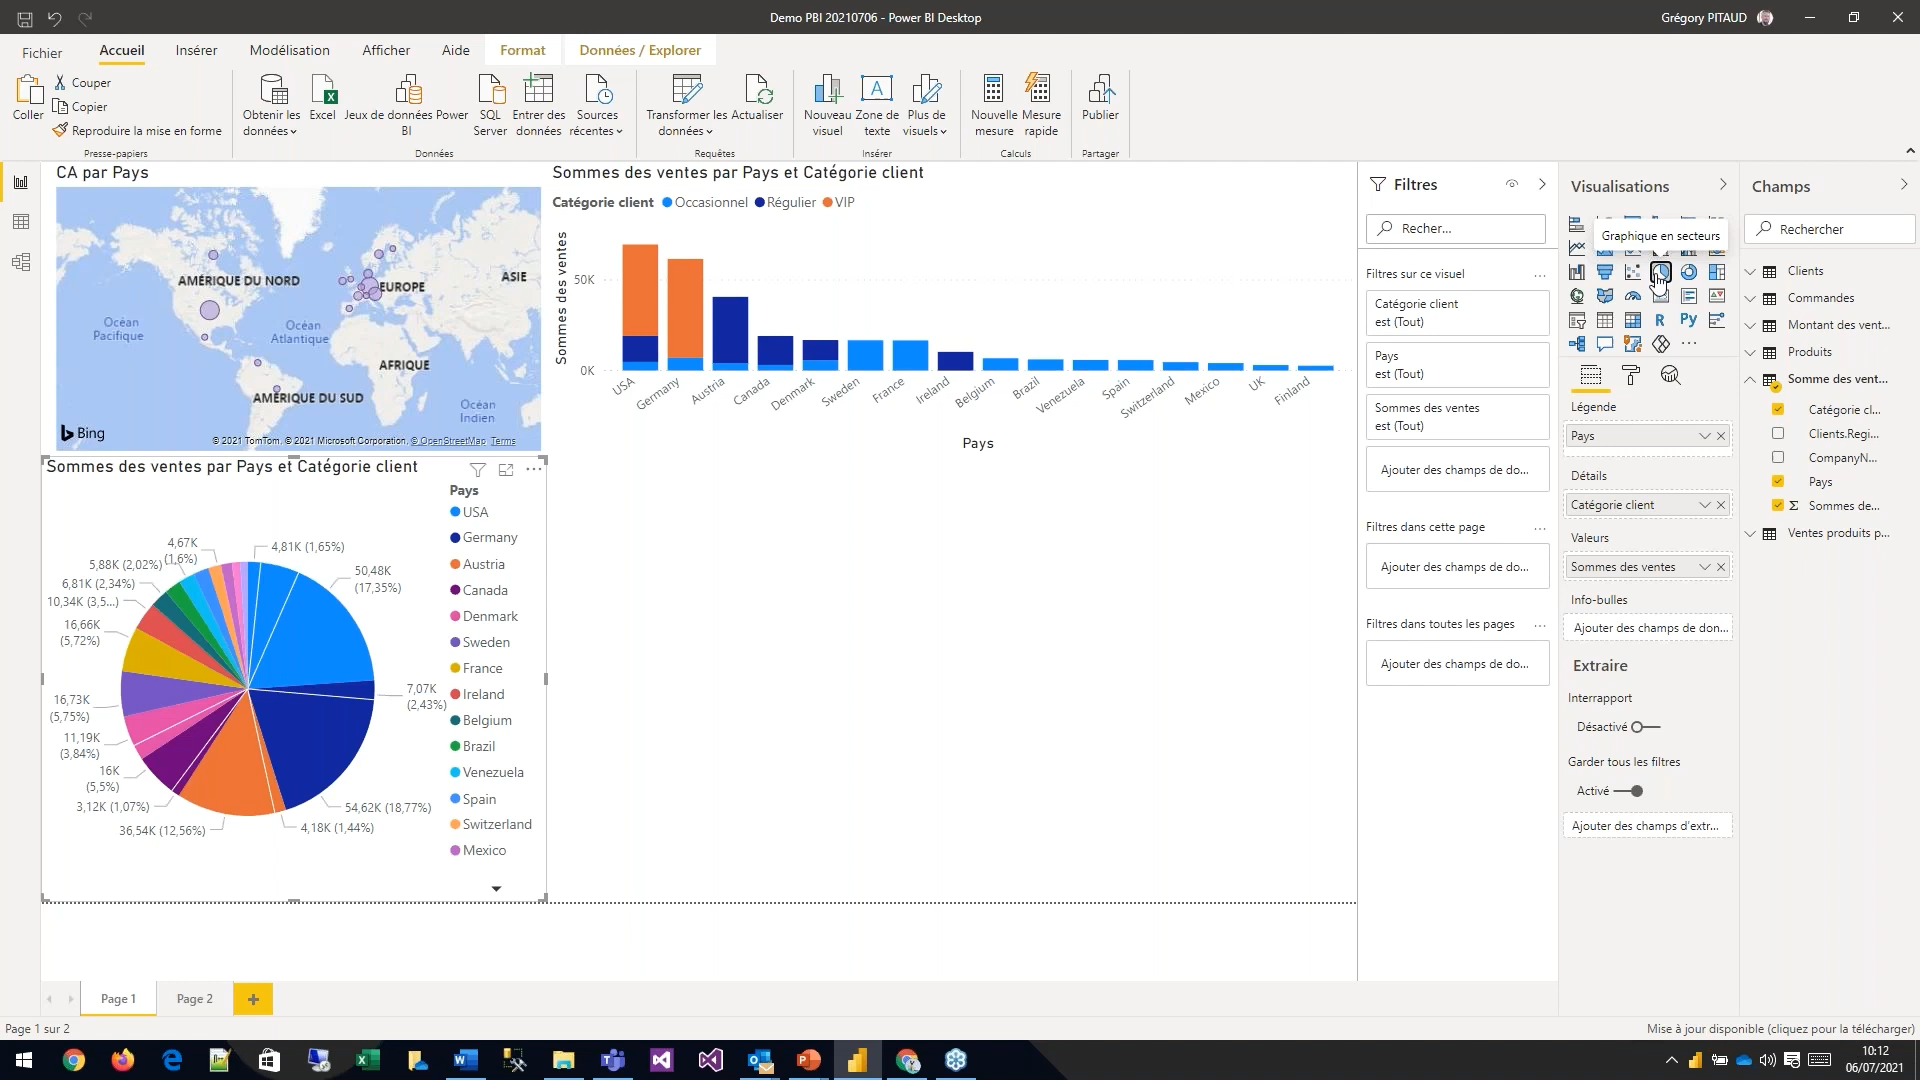 Demo PBI 20210706 - Power BI Desktop
Grégory PITAUD
Fichier Accueil Insérer Modélisation Afficher Aide Format Données / Explorer
Coller
Couper
Copier
Reproduire la mise en forme
Presse-papiers
Obtenir les données
Excel
Jeux de données Power BI
SQL Server
Entrer des données
Sources récentes
Données
Transformer les données
Actualiser
Requêtes
Nouveau visuel
Zone de texte
Plus de visuels
Insérer
Nouvelle mesure
Mesure rapide
Calculs
Publier
Partager
CA par Pays
AMÉRIQUE DU NORD
EUROPE
ASIE
Océan Pacifique
Océan Atlantique
AFRIQUE
AMÉRIQUE DU SUD
Océan Indien
Bing
© 2021 TomTom, © 2021 Microsoft Corporation, © OpenStreetMap Terms
Sommes des ventes par Pays et Catégorie client
Catégorie client Occasionnel Régulier VIP
Sommes des ventes
50K
0K
USA
Germany
Austria
Canada
Denmark
Sweden
France
Ireland
Belgium
Brazil
Venezuela
Spain
Switzerland
Mexico
UK
Finland
Pays
Sommes des ventes par Pays et Catégorie client
4,81K (1,65%)
50,48K (17,35%)
7,07K (2,43%)
54,62K (18,77%)
4,18K (1,44%)
36,54K (12,56%)
3,12K (1,07%)
16K (5,5%)
11,19K (3,84%)
16,73K (5,75%)
16,66K (5,72%)
10,34K (3,5...)
6,81K (2,34%)
5,88K (2,02%)
4,67K (1,6%)
Pays
USA
Germany
Austria
Canada
Denmark
Sweden
France
Ireland
Belgium
Brazil
Venezuela
Spain
Switzerland
Mexico
Filtres
Recher...
Filtres sur ce visuel ...
Catégorie client
est (Tout)
Pays
est (Tout)
Sommes des ventes
est (Tout)
Ajouter des champs de do...
Filtres dans cette page ...
Ajouter des champs de do...
Filtres dans toutes les pages ...
Ajouter des champs de do...
Visualisations
Graphique en secteurs
R Py
...
Légende
Pays
Détails
Catégorie client
Valeurs
Sommes des ventes
Info-bulles
Ajouter des champs de don...
Extraire
Interrapport
Désactivé
Garder tous les filtres
Activé
Ajouter des champs d'extr...
Champs
Rechercher
Clients
Commandes
Montant des vent...
Produits
Somme des vent...
Catégorie cl...
Clients.Regi...
CompanyN...
Pays
Σ Sommes de...
Ventes produits p...
Page 1
Page 2
+
Page 1 sur 2
Mise à jour disponible (cliquez pour la télécharger)
10:12
06/07/2021